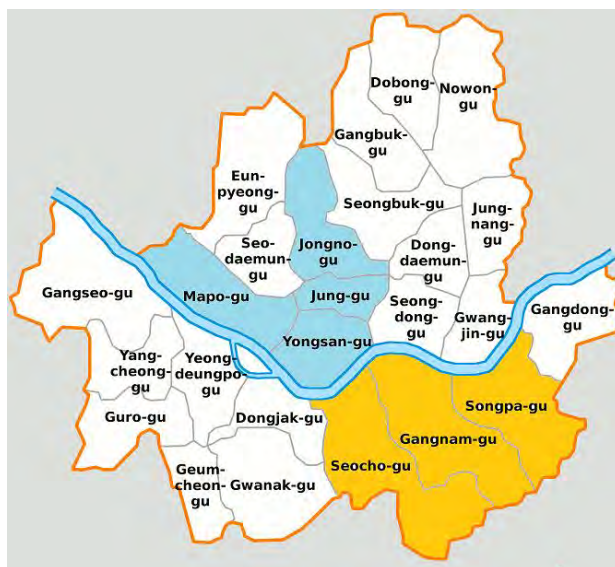 Dobong-
gu
Nowon-
gu
Gangbuk-
gu
Eun-
pyeong-
gu
Seongbuk-gu
Jung-
nang-
gu
Seo-
daemun-
gu
Jongno-
gu
Dong-
daemun-
gu
Gangseo-gu
Mapo-gu
Jung-gu
Seong-
dong-
gu
Gwang-
jin-gu
Gangdong-
gu
Yongsan-gu
Yang-
cheong-
gu
Yeong-
deungpo-
gu
Songpa-gu
Guro-gu
Dongjak-gu
Gangnam-gu
Seocho-gu
Geum-
cheon-
gu
Gwanak-gu